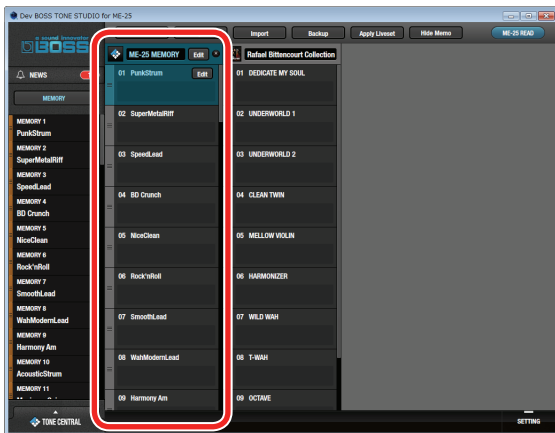 Dev BOSS TONE STUDIO for ME-25
a sound innovator
BOSS
Import
Backup
Apply Liveset
Hide Memo
ME-25 READ
NEWS
MEMORY
MEMORY 1
PunkStrum
MEMORY 2
SuperMetalRiff
MEMORY 3
SpeedLead
MEMORY 4
BD Crunch
MEMORY 5
NiceClean
MEMORY 6
Rock'nRoll
MEMORY 7
SmoothLead
MEMORY 8
WahModernLead
MEMORY 9
Harmony Am
MEMORY 10
AcousticStrum
MEMORY 11
TONE CENTRAL
ME-25 MEMORY
Edit
01 PunkStrum
Edit
02 SuperMetalRiff
03 SpeedLead
04 BD Crunch
05 NiceClean
06 Rock'nRoll
07 SmoothLead
08 WahModernLead
09 Harmony Am
Rafael Bittencourt Collection
01 DEDICATE MY SOUL
02 UNDERWORLD 1
03 UNDERWORLD 2
04 CLEAN TWIN
05 MELLOW VIOLIN
06 HARMONIZER
07 WILD WAH
08 T-WAH
09 OCTAVE
SETTING